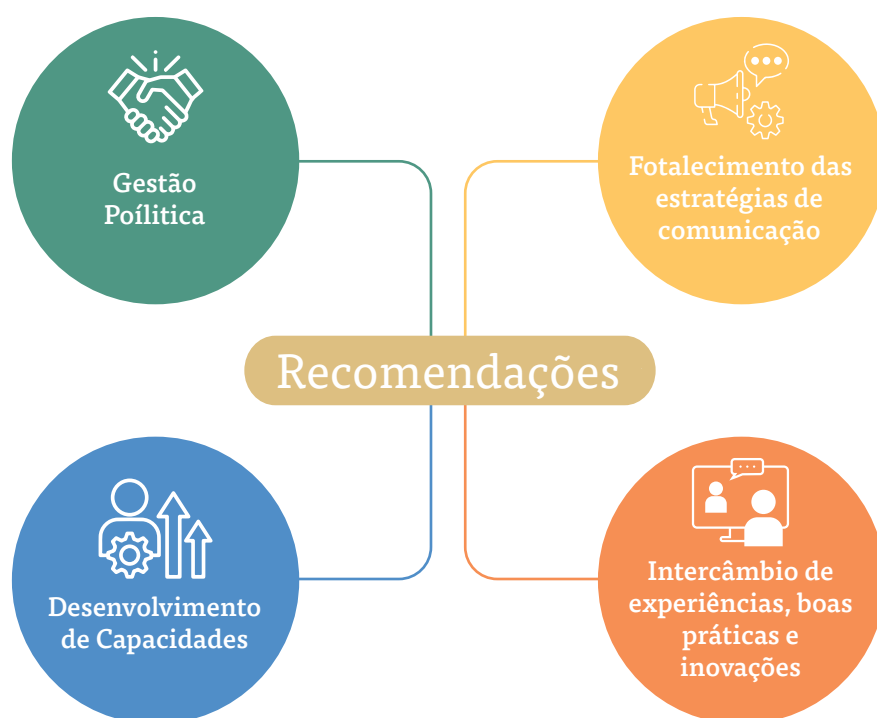 Gestão
Poílitica
Fotalecimento das
estratégias de
comunicação
Recomendações
Desenvolvimento
de Capacidades
Intercâmbio de
experiências, boas
práticas e
inovações